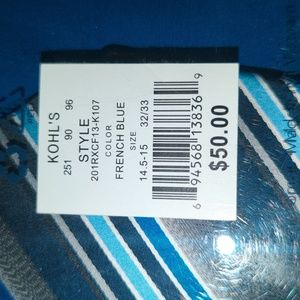 KOHL'S
251 90 96
STYLE
201RXCF13-K107
COLOR
FRENCH BLUE
SIZE
14.5-15 32/33
6 94568 13836 9
$50.00